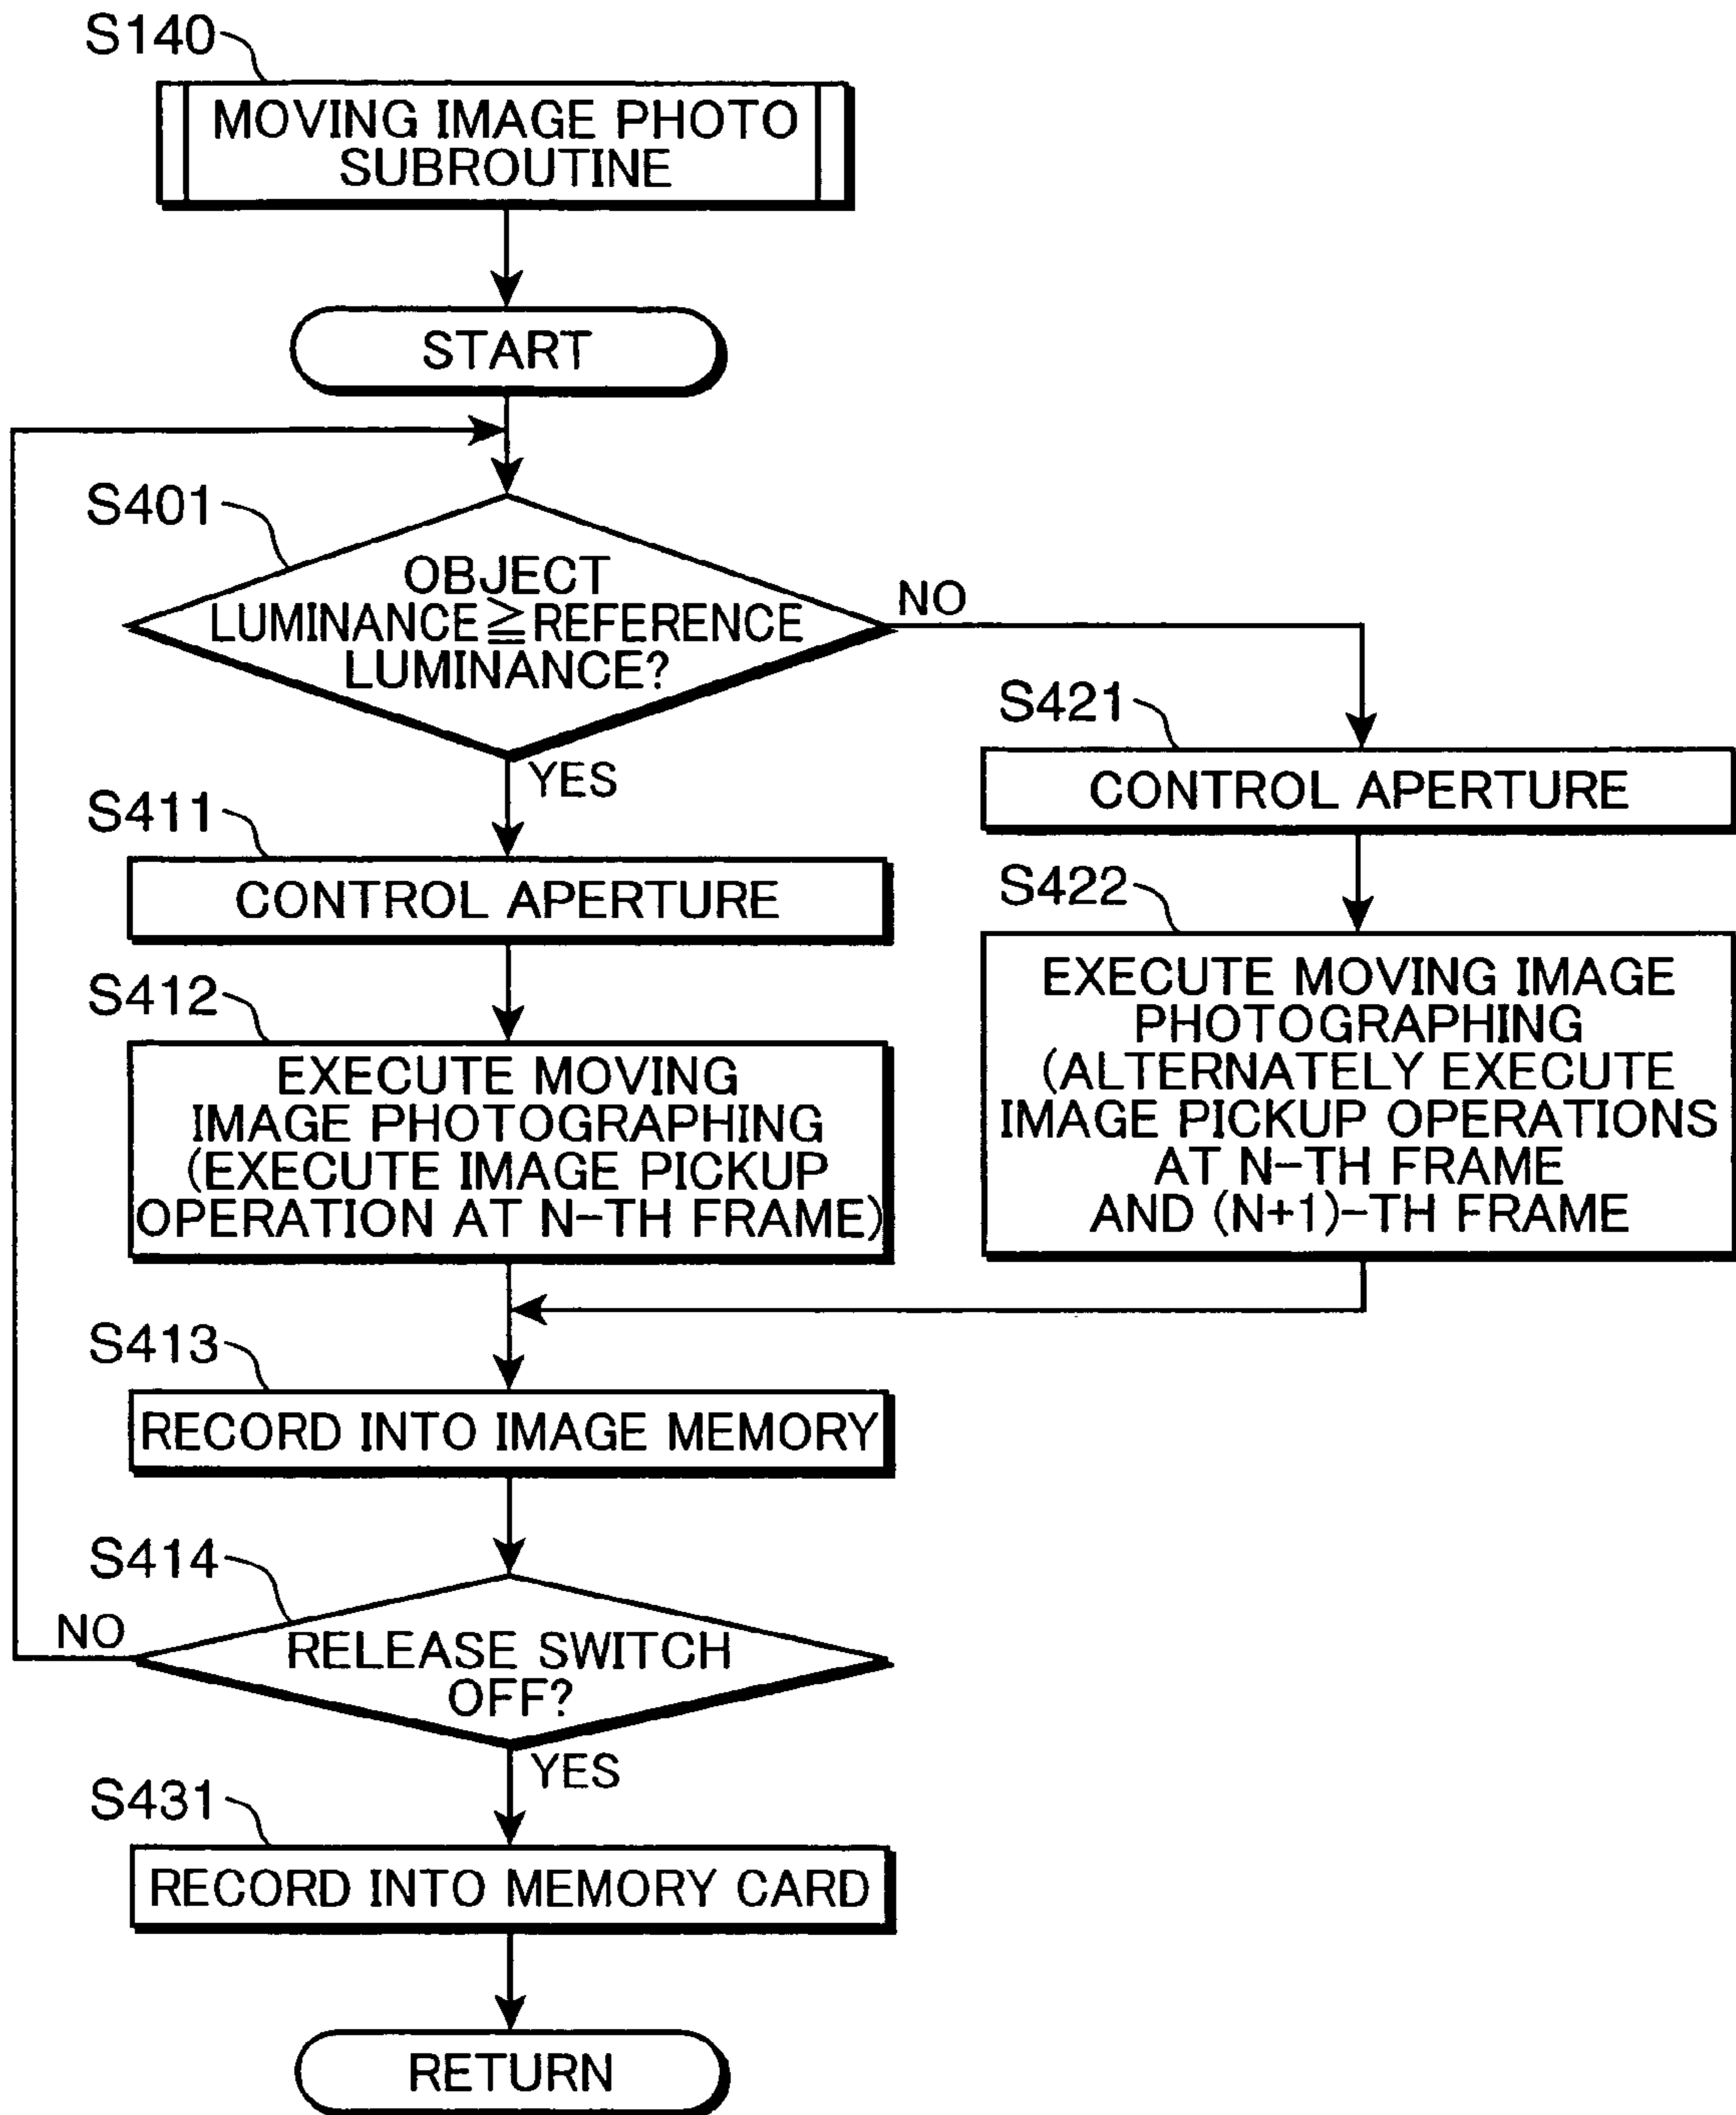 S140
MOVING IMAGE PHOTO
SUBROUTINE
START
S401
OBJECT
LUMINANCE≧REFERENCE
LUMINANCE?
NO
YES
S411
CONTROL APERTURE
S412
EXECUTE MOVING
IMAGE PHOTOGRAPHING
(EXECUTE IMAGE PICKUP
OPERATION AT N-TH FRAME)
S421
CONTROL APERTURE
S422
EXECUTE MOVING IMAGE
PHOTOGRAPHING
(ALTERNATELY EXECUTE
IMAGE PICKUP OPERATIONS
AT N-TH FRAME
AND (N+1)-TH FRAME
S413
RECORD INTO IMAGE MEMORY
S414
NO
RELEASE SWITCH
OFF?
YES
S431
RECORD INTO MEMORY CARD
RETURN